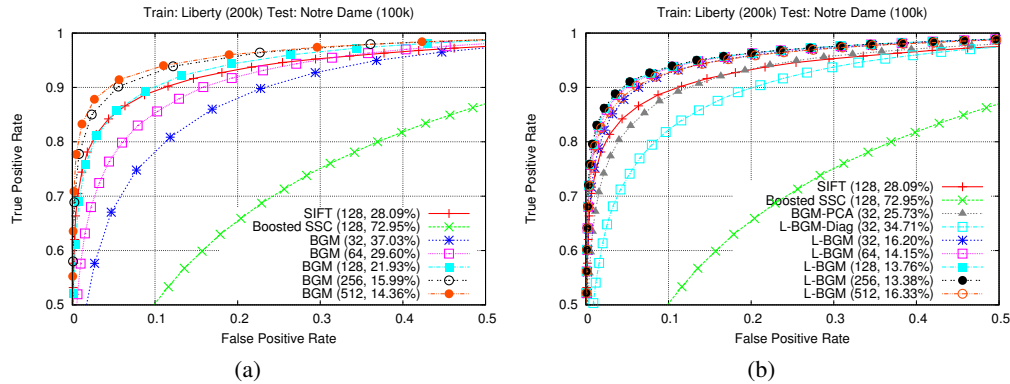 Train: Liberty (200k) Test: Notre Dame (100k)
1
0.9
0.8
0.7
0.6
0.5
0
0.1
0.2
0.3
0.4
0.5
True Positive Rate
False Positive Rate
SIFT (128, 28.09%)
Boosted SSC (128, 72.95%)
BGM (32, 37.03%)
BGM (64, 29.60%)
BGM (128, 21.93%)
BGM (256, 15.99%)
BGM (512, 14.36%)
(a)
Train: Liberty (200k) Test: Notre Dame (100k)
1
0.9
0.8
0.7
0.6
0.5
0
0.1
0.2
0.3
0.4
0.5
True Positive Rate
False Positive Rate
SIFT (128, 28.09%)
Boosted SSC (128, 72.95%)
BGM-PCA (32, 25.73%)
L-BGM-Diag (32, 34.71%)
L-BGM (32, 16.20%)
L-BGM (64, 14.15%)
L-BGM (128, 13.76%)
L-BGM (256, 13.38%)
L-BGM (512, 16.33%)
(b)